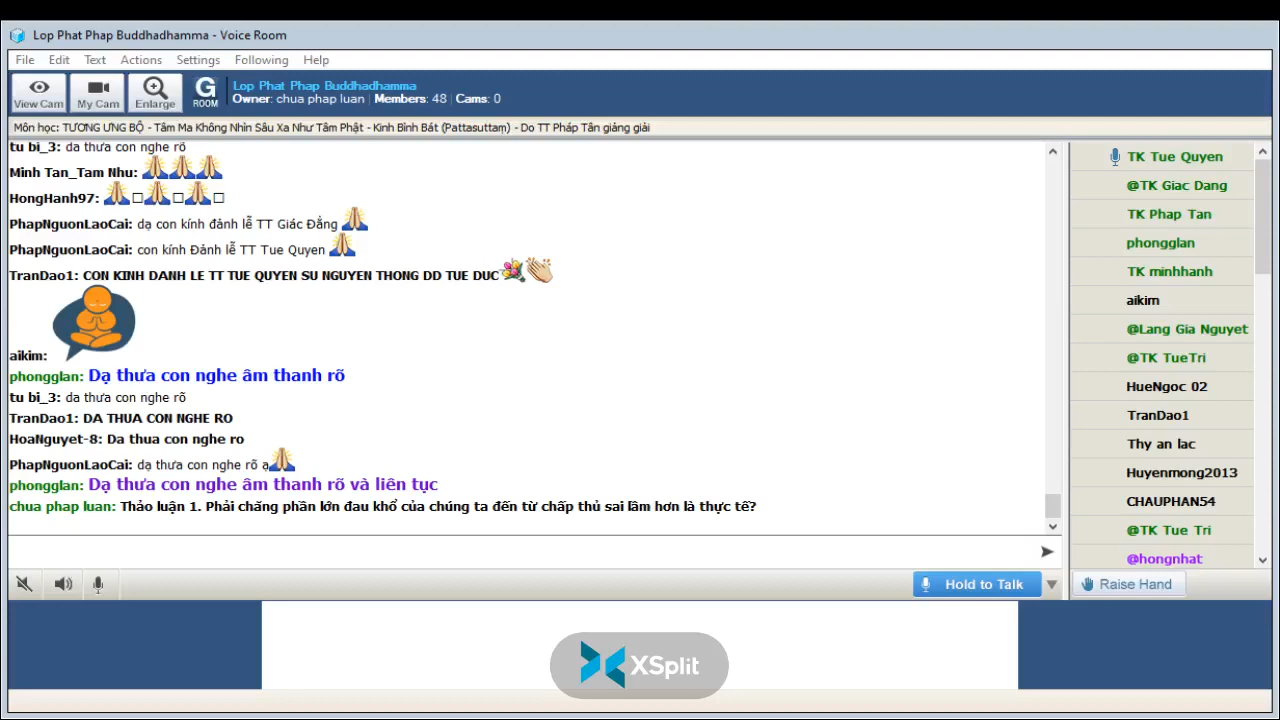 Lop Phat Phap Buddhadhamma - Voice Room
File Edit Text Actions Settings Following Help
View Cam My Cam Enlarge G ROOM
Lop Phat Phap Buddhadhamma
Owner: chua phap luan | Members: 48 | Cams: 0
Môn học: TƯƠNG ƯNG BỘ - Tâm Ma Không Nhìn Sâu Xa Như Tâm Phật - Kinh Bình Bát (Pattasuttaṃ) - Do TT Pháp Tân giảng giải
tu bi_3: da thưa con nghe rõ
Minh Tan_Tam Nhu:
HongHanh97:
PhapNguonLaoCai: dạ con kính đảnh lễ TT Giác Đẳng
PhapNguonLaoCai: con kính Đảnh lễ TT Tue Quyen
TranDao1: CON KINH DANH LE TT TUE QUYEN SU NGUYEN THONG DD TUE DUC
aikim:
phongglan: Dạ thưa con nghe âm thanh rõ
tu bi_3: da thưa con nghe rõ
TranDao1: DA THUA CON NGHE RO
HoaNguyet-8: Da thua con nghe ro
PhapNguonLaoCai: dạ thưa con nghe rõ ạ
phongglan: Dạ thưa con nghe âm thanh rõ và liên tục
chua phap luan: Thảo luận 1. Phải chăng phần lớn đau khổ của chúng ta đến từ chấp thủ sai lầm hơn là thực tế?
TK Tue Quyen
@TK Giac Dang
TK Phap Tan
phongglan
TK minhhanh
aikim
@Lang Gia Nguyet
@TK TueTri
HueNgoc 02
TranDao1
Thy an lac
Huyenmong2013
CHAUPHAN54
@TK Tue Tri
@hongnhat
Hold to Talk
Raise Hand
XSplit